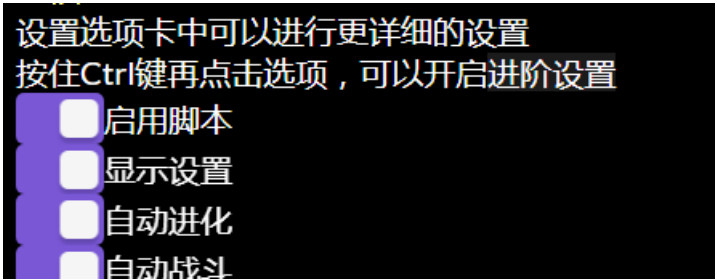 设置选项卡中可以进行更详细的设置
按住Ctrl键再点击选项，可以开启进阶设置
启用脚本
显示设置
自动进化
自动战斗